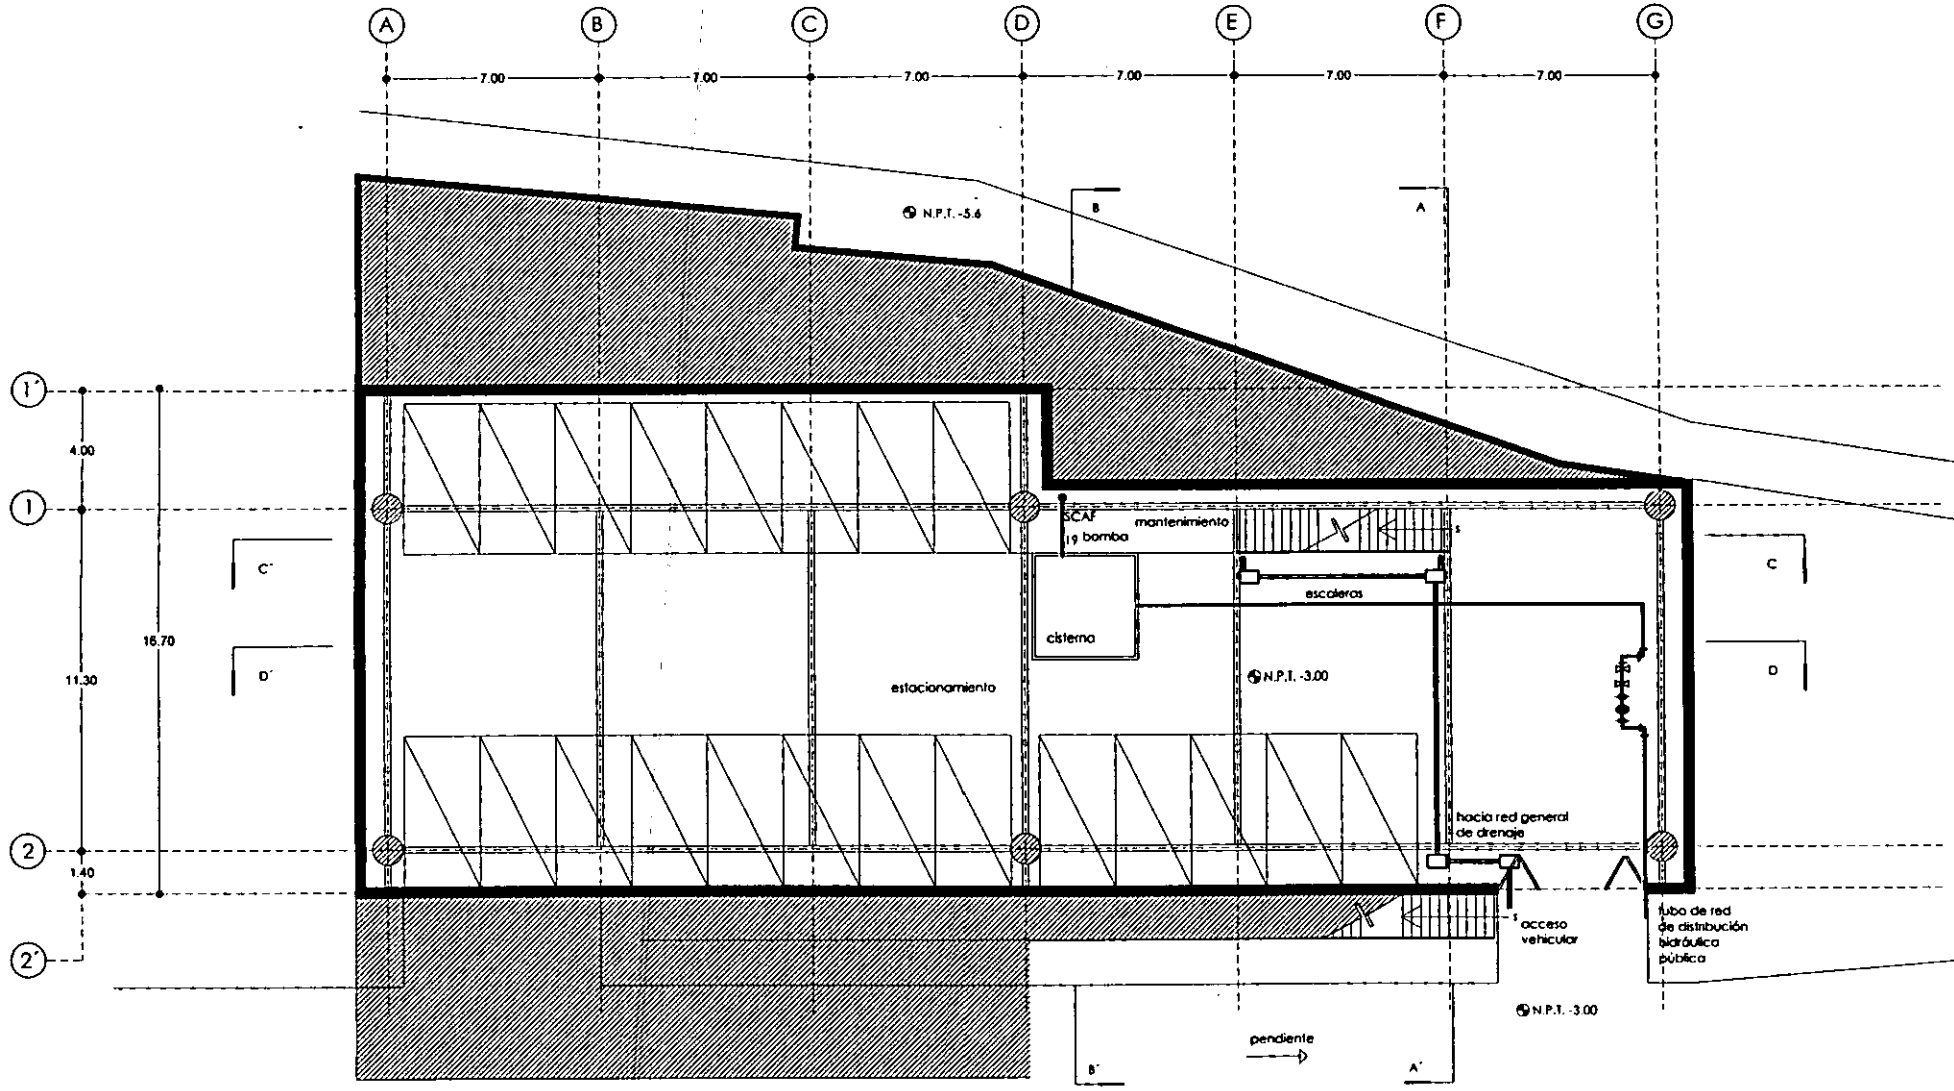 A B C D E F G
7.00 7.00 7.00 7.00 7.00 7.00
N.P.T. -5.6
B
A
1´
4.00
1
SCAF
19
bomba
mantenimiento
s
C´
C
escaleras
16.70
cisterna
11.30
D´
D
estacionamiento
N.P.T. -3.00
hacia red general
de drenaje
2
1.40
s
acceso
vehicular
tubo de red
de distribución
hidráulica
pública
2´
N.P.T. -3.00
pendiente
B´
A´